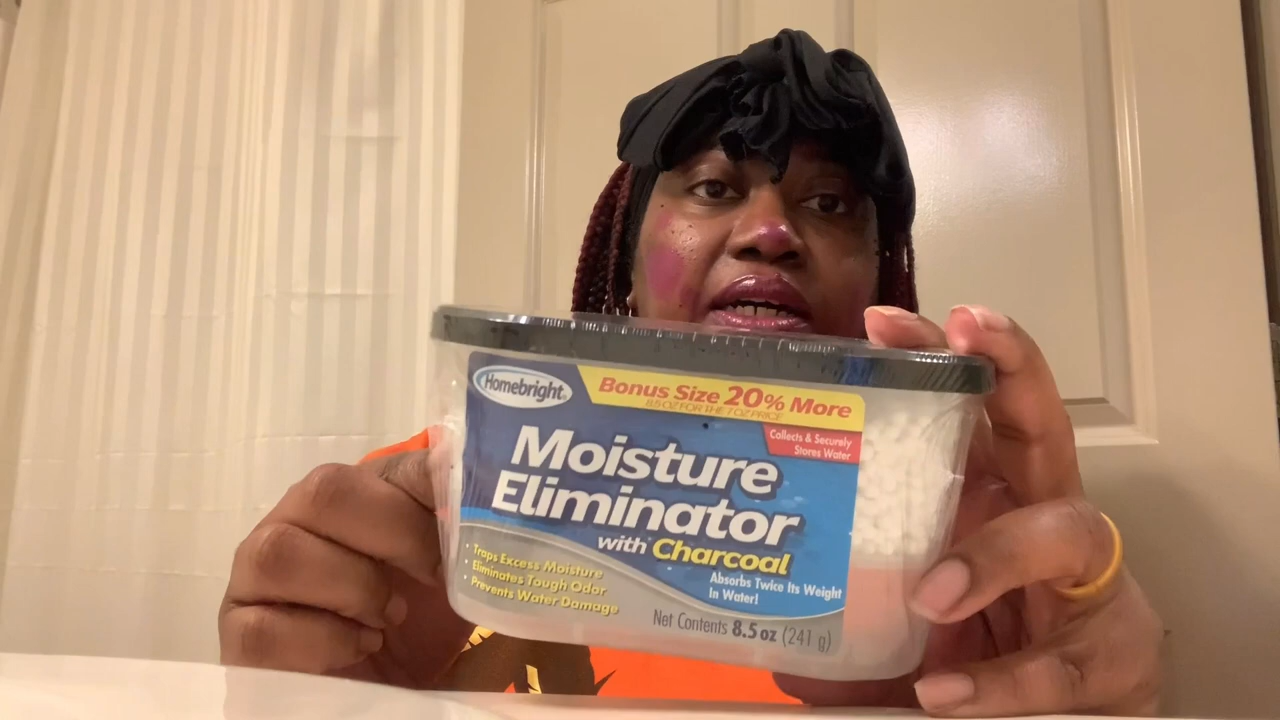 Homebright
Bonus Size 20% More
8.5 OZ FOR THE 7 OZ PRICE
Collects & Securely
Stores Water
Moisture
Eliminator
with Charcoal
• Traps Excess Moisture
• Eliminates Tough Odor
• Prevents Water Damage
Absorbs Twice Its Weight
In Water!
Net Contents 8.5 oz (241 g)